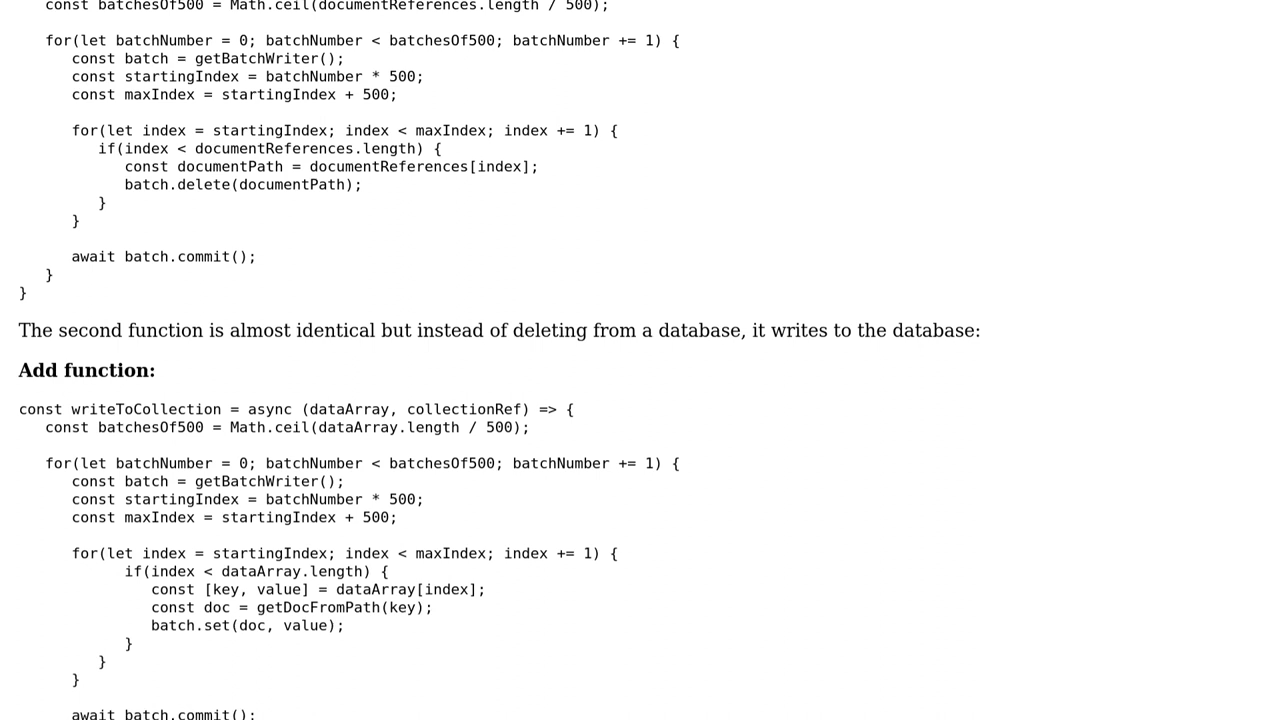 const batchesOf500 = Math.ceil(documentReferences.length / 500);

   for(let batchNumber = 0; batchNumber < batchesOf500; batchNumber += 1) {
      const batch = getBatchWriter();
      const startingIndex = batchNumber * 500;
      const maxIndex = startingIndex + 500;

      for(let index = startingIndex; index < maxIndex; index += 1) {
         if(index < documentReferences.length) {
            const documentPath = documentReferences[index];
            batch.delete(documentPath);
         }
      }

      await batch.commit();
   }
}
The second function is almost identical but instead of deleting from a database, it writes to the database:
Add function:
const writeToCollection = async (dataArray, collectionRef) => {
   const batchesOf500 = Math.ceil(dataArray.length / 500);

   for(let batchNumber = 0; batchNumber < batchesOf500; batchNumber += 1) {
      const batch = getBatchWriter();
      const startingIndex = batchNumber * 500;
      const maxIndex = startingIndex + 500;

      for(let index = startingIndex; index < maxIndex; index += 1) {
            if(index < dataArray.length) {
               const [key, value] = dataArray[index];
               const doc = getDocFromPath(key);
               batch.set(doc, value);
            }
         }
      }

      await batch.commit();